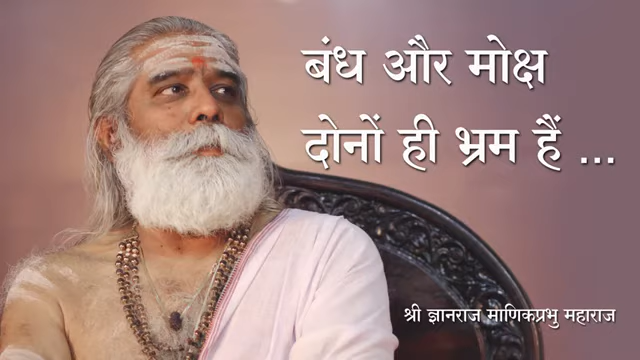 बंध और मोक्ष
दोनों ही भ्रम हैं ...
श्री ज्ञानराज माणिकप्रभु महाराज